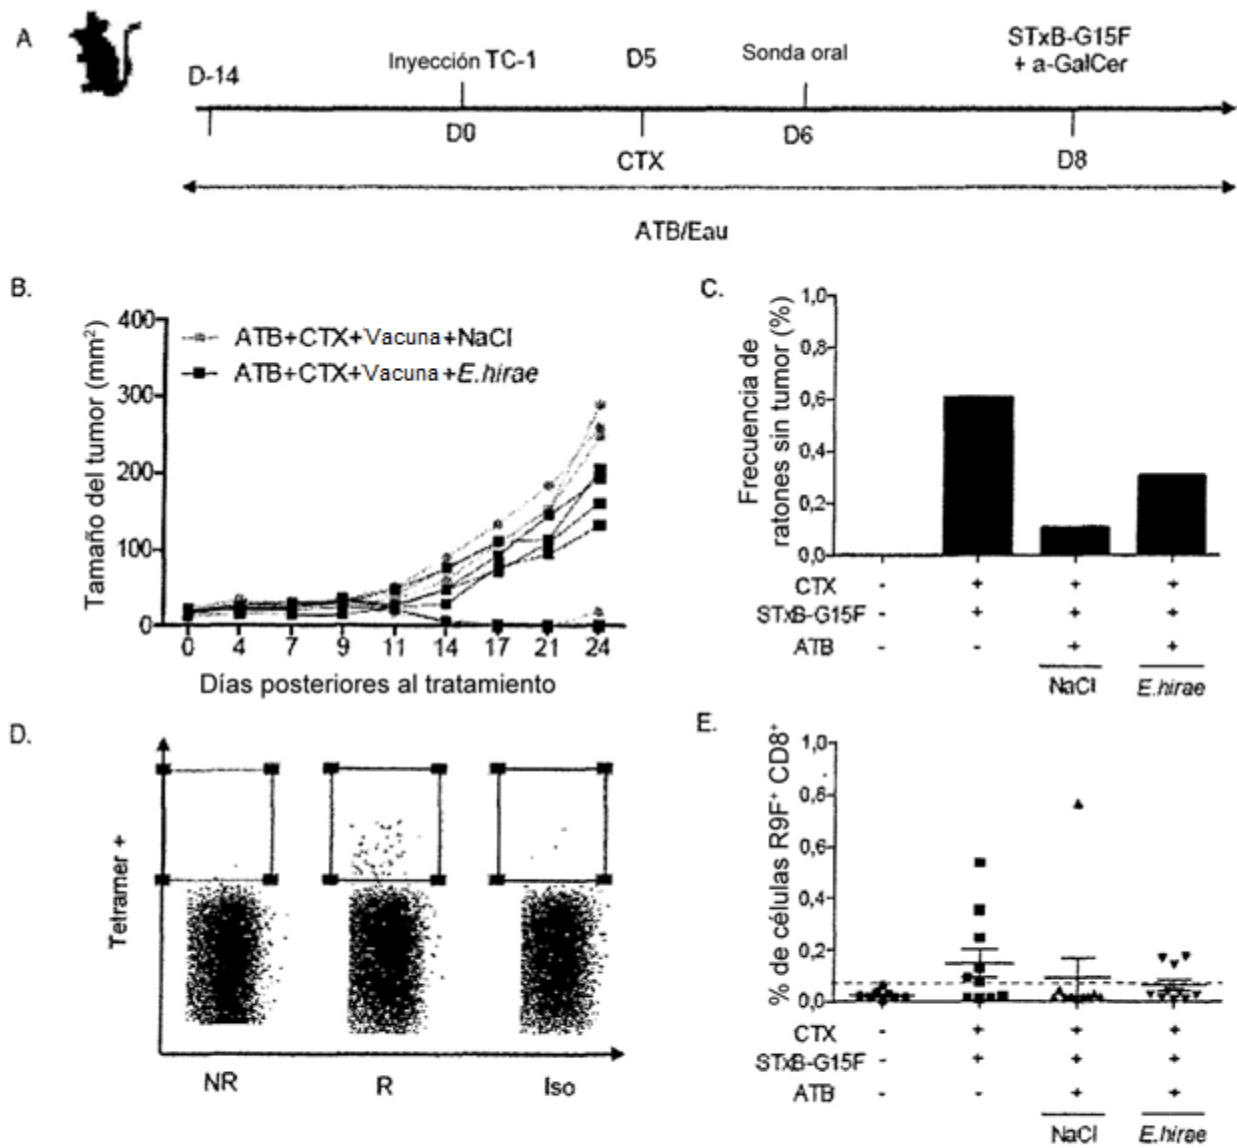 A
D-14
Inyección TC-1
D5
Sonda oral
STxB-G15F
+ a-GalCer
D0
CTX
D6
D8
ATB/Eau
B.
Tamaño del tumor (mm²)
400
300
200
100
0
ATB+CTX+Vacuna+NaCl
ATB+CTX+Vacuna+E.hirae
0 4 7 9 11 14 17 21 24
Días posteriores al tratamiento
C.
Frecuencia de
ratones sin tumor (%)
1,0
0,8
0,6
0,4
0,2
0,0
CTX - + + +
STxB-G15F - + + +
ATB - - + +
NaCl E.hirae
D.
Tetramer +
NR R Iso
E.
% de células R9F⁺ CD8⁺
1,0
0,8
0,6
0,4
0,2
0,0
CTX - + + +
STxB-G15F - + + +
ATB - - + +
NaCl E.hirae